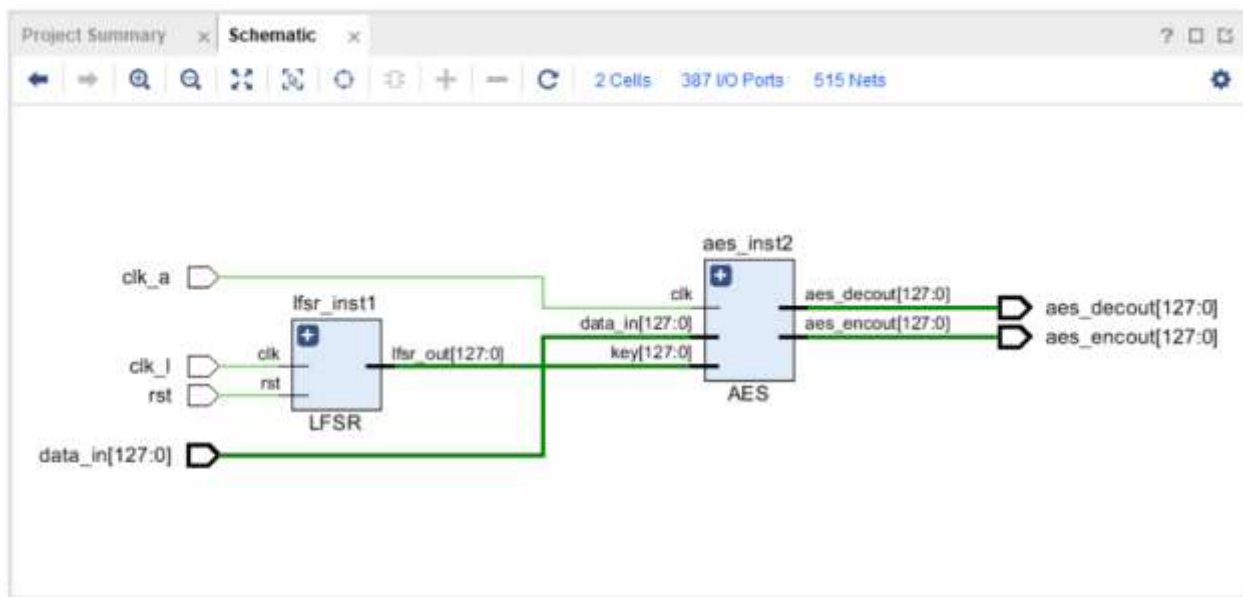 Project Summary × Schematic × ?
2 Cells 387 I/O Ports 515 Nets
aes_inst2
clk_a
clk aes_decout[127:0] aes_decout[127:0]
lfsr_inst1
data_in[127:0] aes_encout[127:0] aes_encout[127:0]
clk_l clk lfsr_out[127:0] key[127:0]
rst rst
AES
LFSR
data_in[127:0]